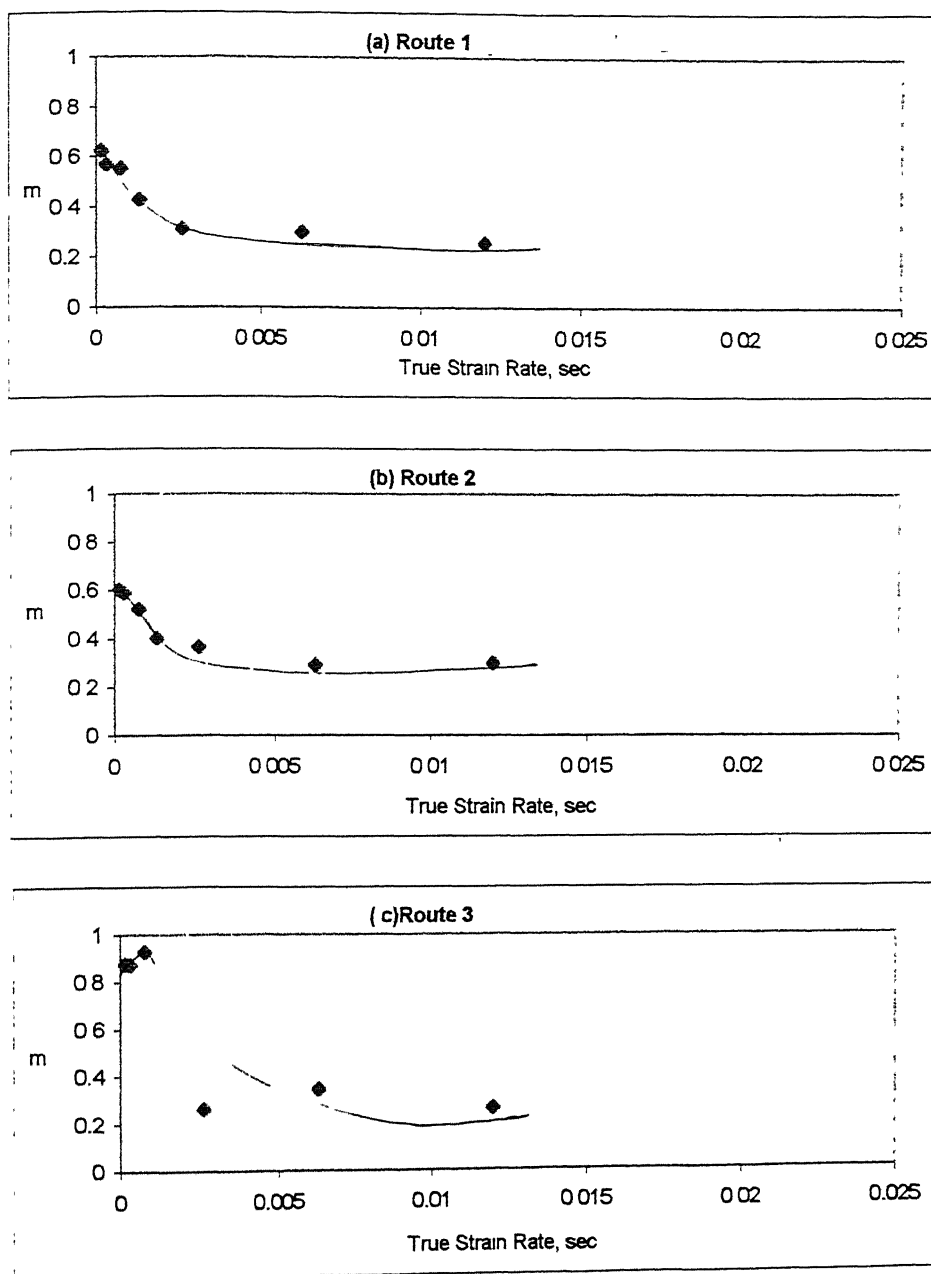 (a) Route 1
1
0 8
0 6
m
0 4
0 2
0
0 0 005 0 01 0 015 0 02 0 025
True Strain Rate, sec
(b) Route 2
1
0 8
0.6
m
0 4
0 2
0
0 0 005 0 01 0 015 0 02 0 025
True Strain Rate, sec
( c)Route 3
1
0 8
0 6
m
0 4
0 2
0
0 0 005 0 01 0 015 0 02 0.025
True Strain Rate, sec